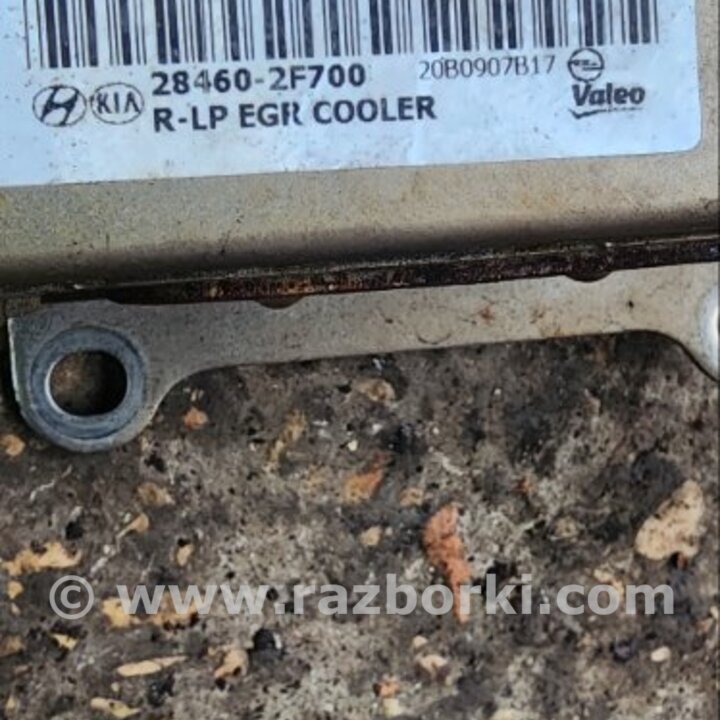 28460-2F700 20B0907B17
KIA R-LP EGR COOLER Valeo
© www.razborki.com